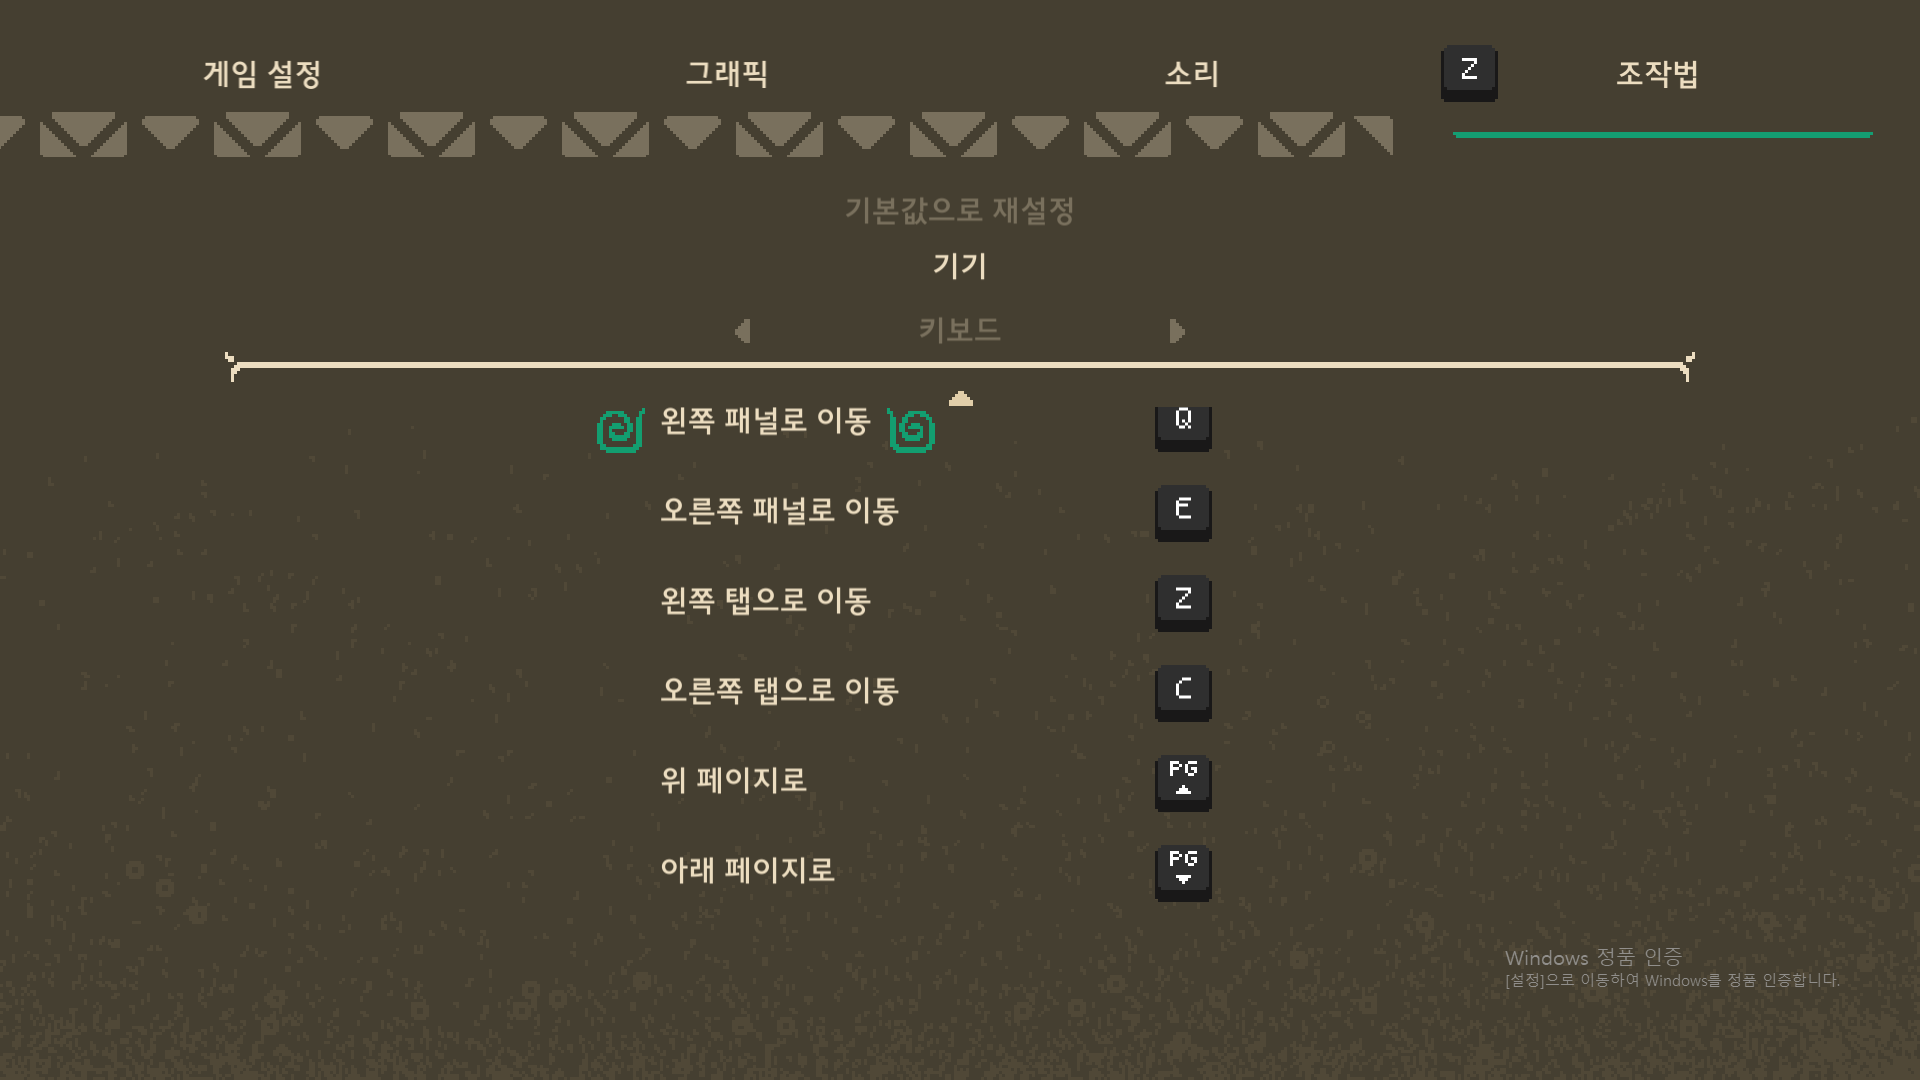 게임 설정
그래픽
소리
Z
조작법
기본값으로 재설정
기기
키보드
왼쪽 패널로 이동 Q
오른쪽 패널로 이동 E
왼쪽 탭으로 이동 Z
오른쪽 탭으로 이동 C
위 페이지로 PG
아래 페이지로 PG
Windows 정품 인증
[설정]으로 이동하여 Windows를 정품 인증합니다.